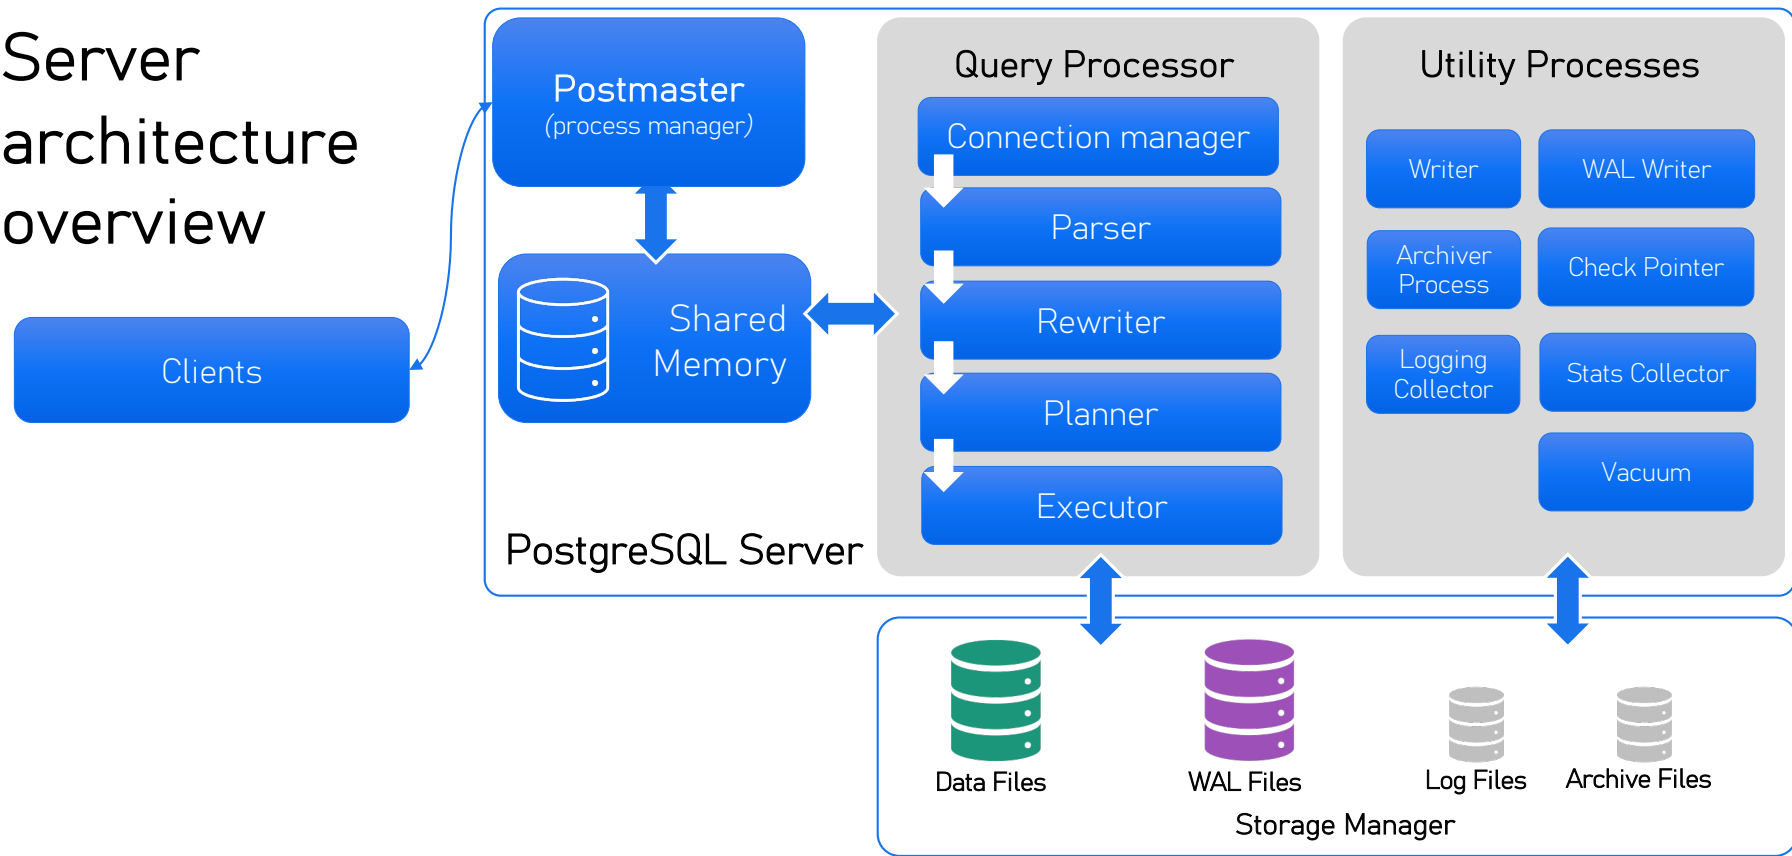 Server
architecture
overview
Clients
Postmaster
(process manager)
Shared
Memory
PostgreSQL Server
Query Processor
Connection manager
Parser
Rewriter
Planner
Executor
Utility Processes
Writer
WAL Writer
Archiver
Process
Check Pointer
Logging
Collector
Stats Collector
Vacuum
Data Files
WAL Files
Log Files
Archive Files
Storage Manager